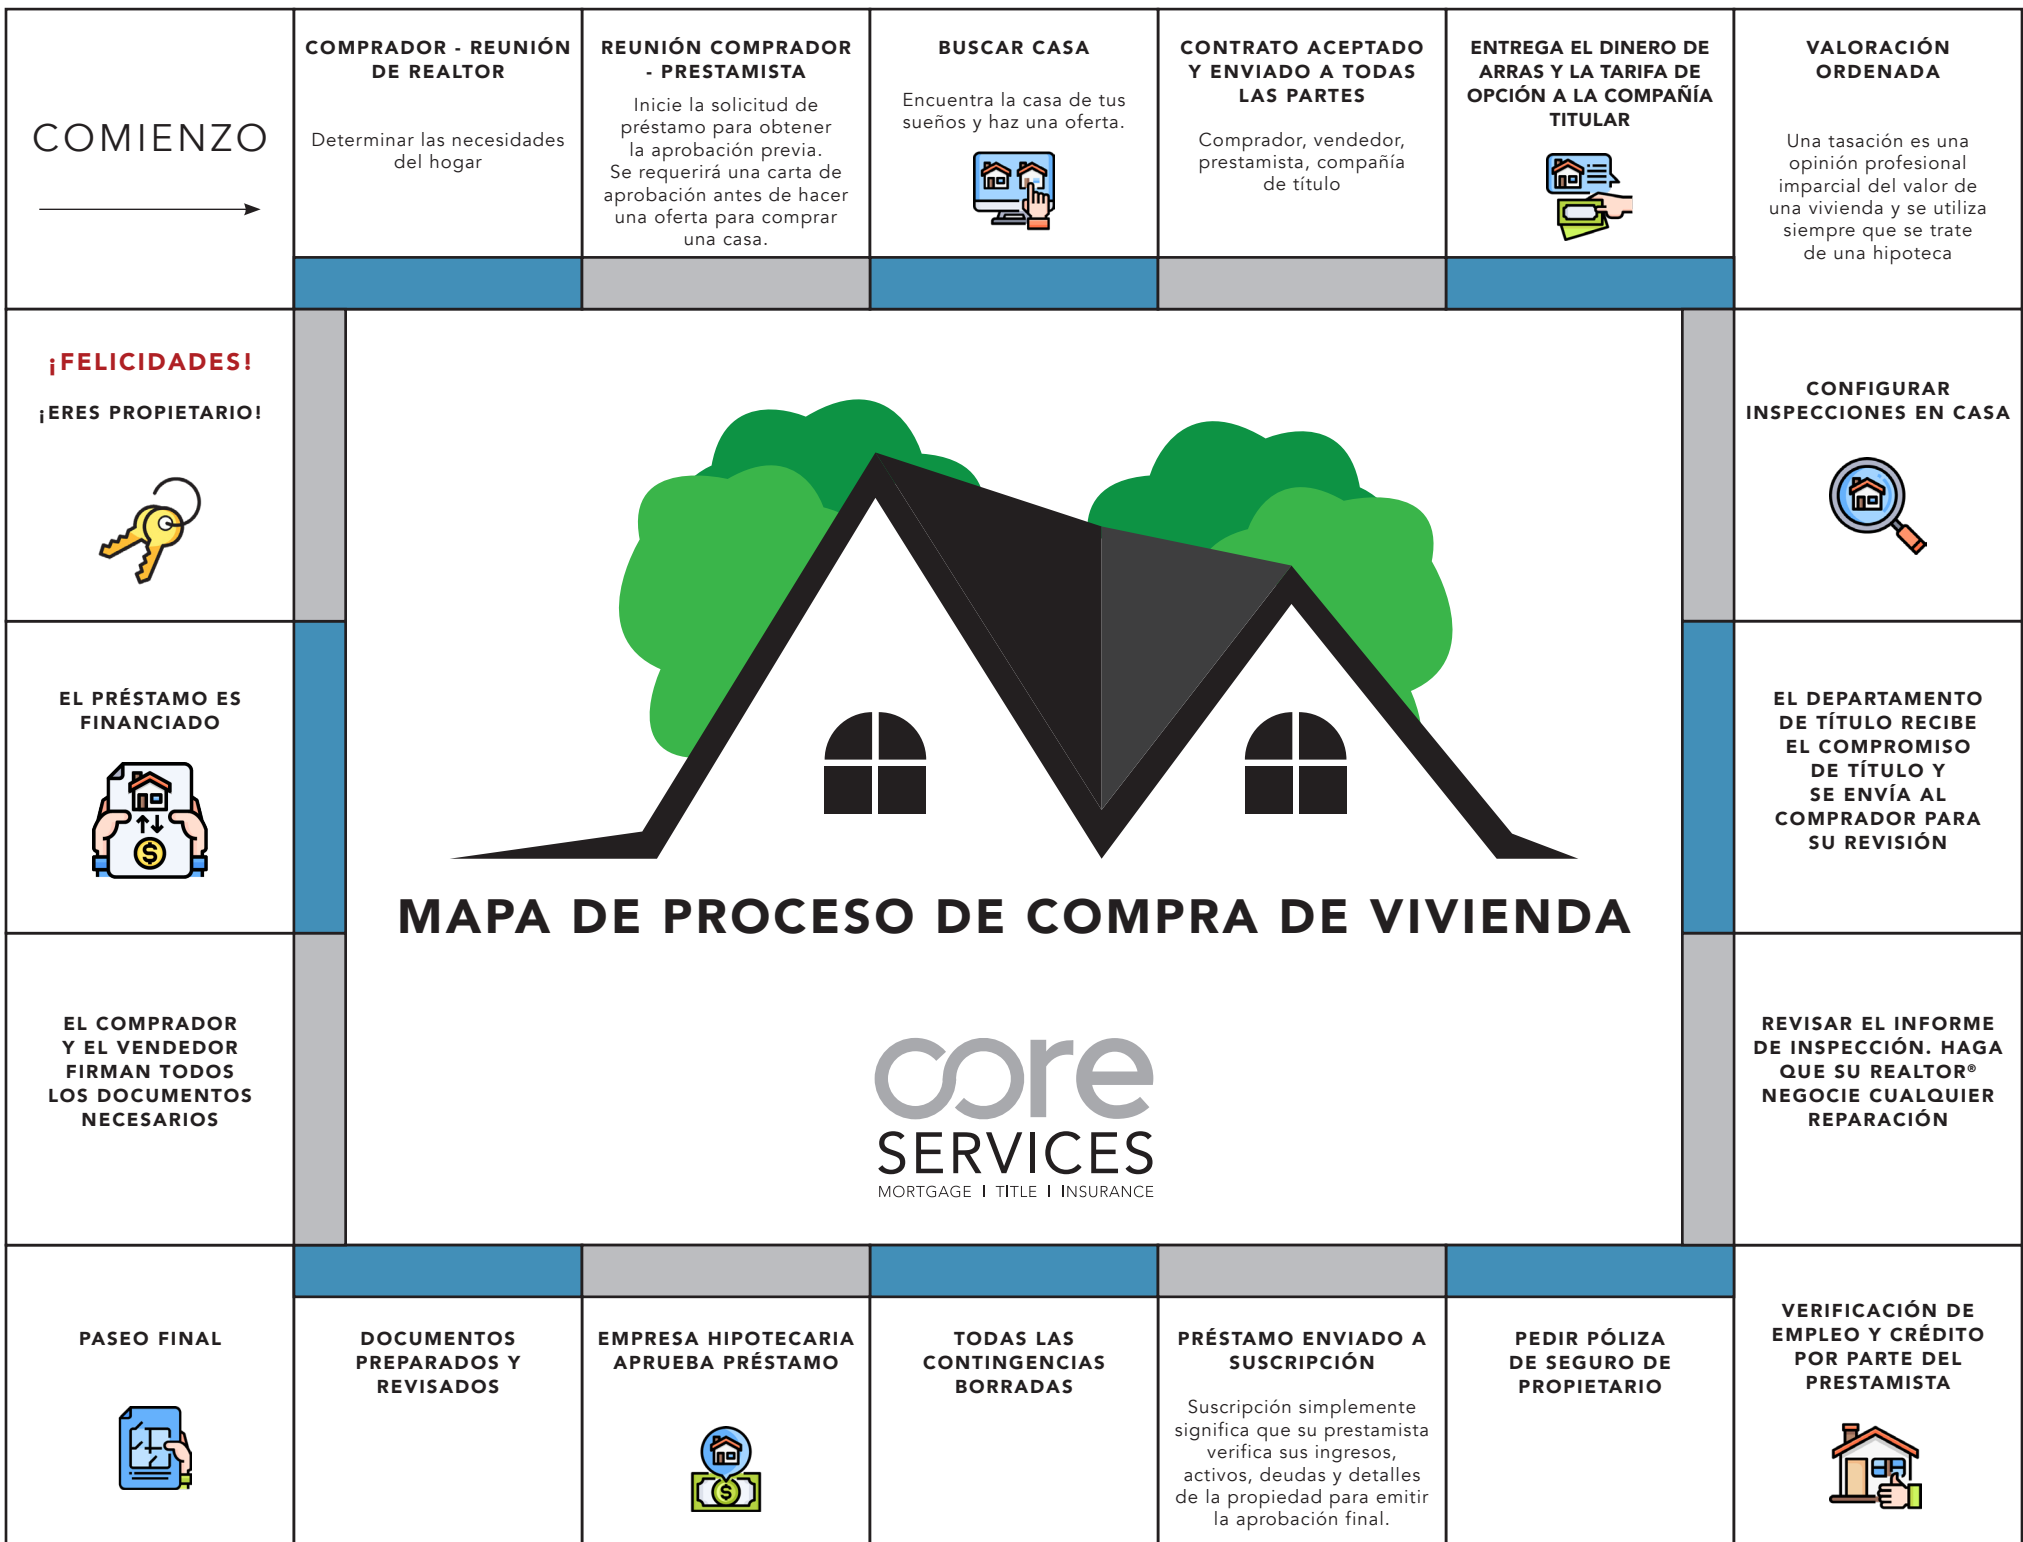 COMIENZO
COMPRADOR - REUNIÓN
DE REALTOR
Determinar las necesidades
del hogar
REUNIÓN COMPRADOR
- PRESTAMISTA
Inicie la solicitud de
préstamo para obtener
la aprobación previa.
Se requerirá una carta de
aprobación antes de hacer
una oferta para comprar
una casa.
BUSCAR CASA
Encuentra la casa de tus
sueños y haz una oferta.
CONTRATO ACEPTADO
Y ENVIADO A TODAS
LAS PARTES
Comprador, vendedor,
prestamista, compañía
de título
ENTREGA EL DINERO DE
ARRAS Y LA TARIFA DE
OPCIÓN A LA COMPAÑÍA
TITULAR
VALORACIÓN
ORDENADA
Una tasación es una
opinión profesional
imparcial del valor de
una vivienda y se utiliza
siempre que se trate
de una hipoteca
CONFIGURAR
INSPECCIONES EN CASA
EL DEPARTAMENTO
DE TÍTULO RECIBE
EL COMPROMISO
DE TÍTULO Y
SE ENVÍA AL
COMPRADOR PARA
SU REVISIÓN
REVISAR EL INFORME
DE INSPECCIÓN. HAGA
QUE SU REALTOR®
NEGOCIE CUALQUIER
REPARACIÓN
VERIFICACIÓN DE
EMPLEO Y CRÉDITO
POR PARTE DEL
PRESTAMISTA
PEDIR PÓLIZA
DE SEGURO DE
PROPIETARIO
PRÉSTAMO ENVIADO A
SUSCRIPCIÓN
Suscripción simplemente
significa que su prestamista
verifica sus ingresos,
activos, deudas y detalles
de la propiedad para emitir
la aprobación final.
TODAS LAS
CONTINGENCIAS
BORRADAS
EMPRESA HIPOTECARIA
APRUEBA PRÉSTAMO
DOCUMENTOS
PREPARADOS Y
REVISADOS
PASEO FINAL
EL COMPRADOR
Y EL VENDEDOR
FIRMAN TODOS
LOS DOCUMENTOS
NECESARIOS
EL PRÉSTAMO ES
FINANCIADO
¡FELICIDADES!
¡ERES PROPIETARIO!
MAPA DE PROCESO DE COMPRA DE VIVIENDA
core
SERVICES
MORTGAGE | TITLE | INSURANCE